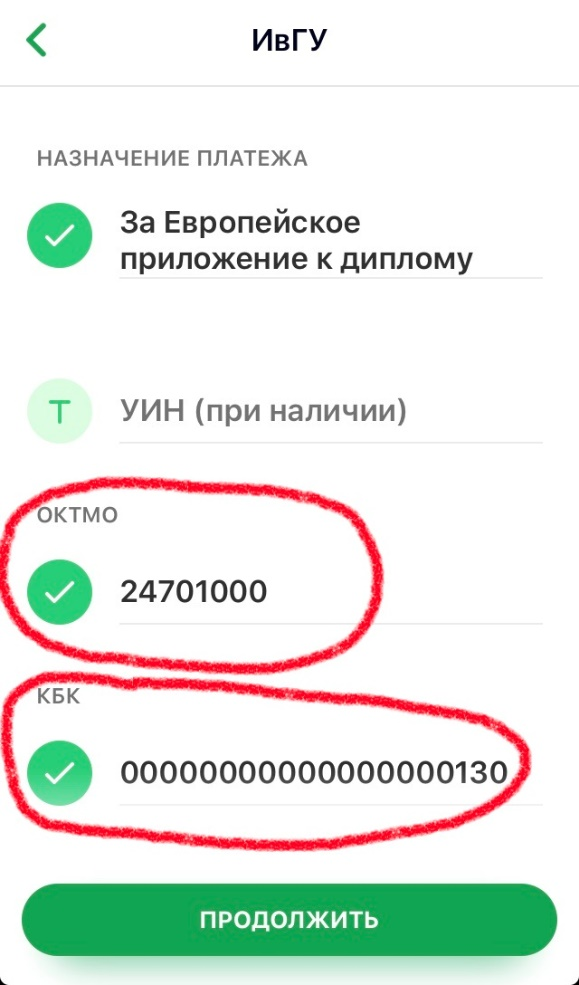 ИвГУ
НАЗНАЧЕНИЕ ПЛАТЕЖА
За Европейское
приложение к диплому
Т
УИН (при наличии)
ОКТМО
24701000
КБК
00000000000000000130
ПРОДОЛЖИТЬ